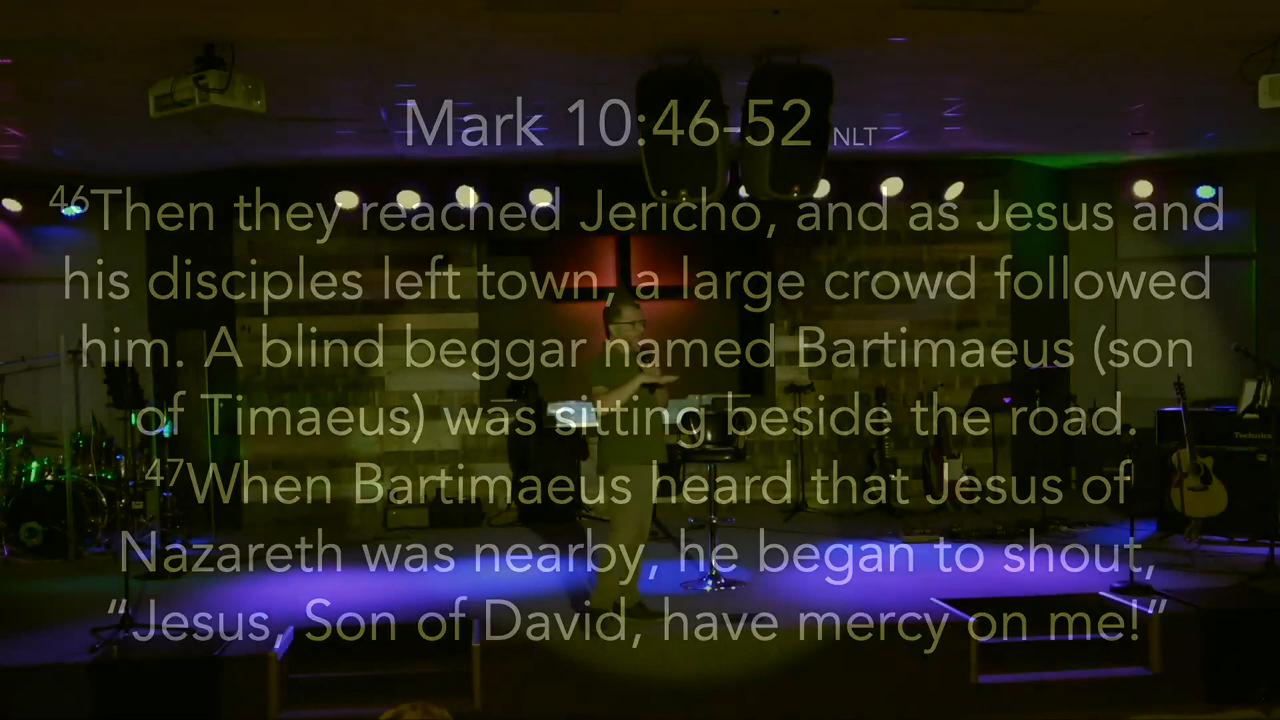 Mark 10:46-52 NLT
46Then they reached Jericho, and as Jesus and
his disciples left town, a large crowd followed
him. A blind beggar named Bartimaeus (son
of Timaeus) was sitting beside the road.
47When Bartimaeus heard that Jesus of
Nazareth was nearby, he began to shout,
“Jesus, Son of David, have mercy on me!”
Technics